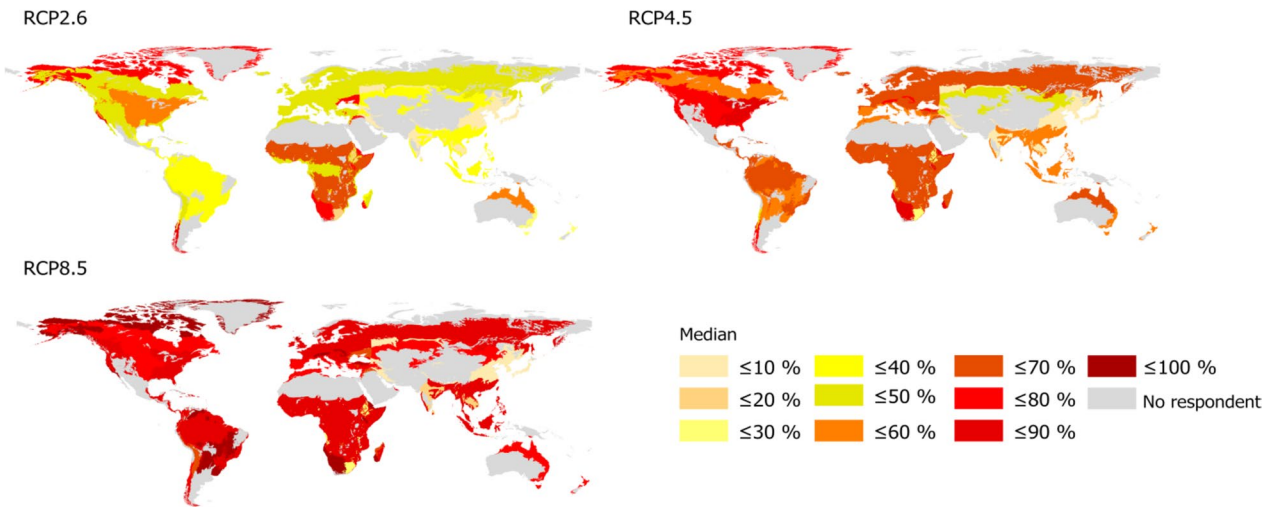 RCP2.6
RCP4.5
RCP8.5
Median
≤10 %
≤40 %
≤70 %
≤100 %
≤20 %
≤50 %
≤80 %
No respondent
≤30 %
≤60 %
≤90 %